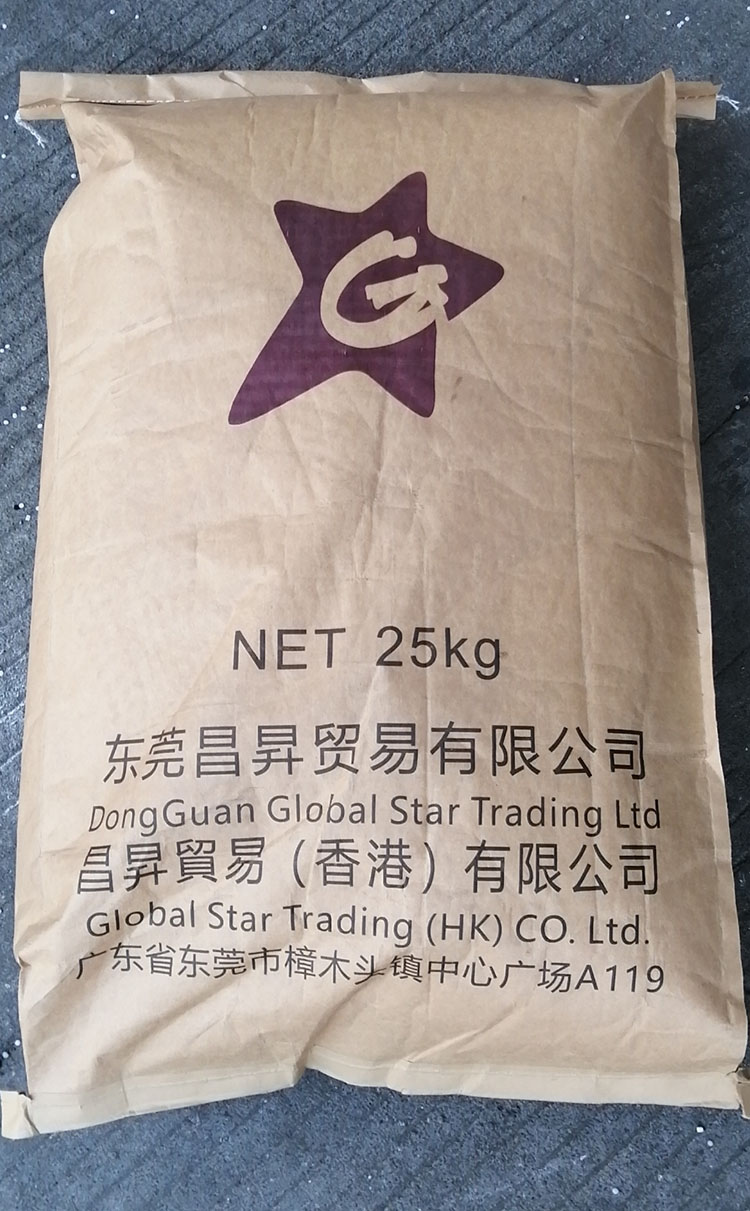 G
NET 25kg
东莞昌昇贸易有限公司
DongGuan Global Star Trading Ltd
昌昇貿易（香港）有限公司
Global Star Trading (HK) CO. Ltd.
广东省东莞市樟木头镇中心广场A119